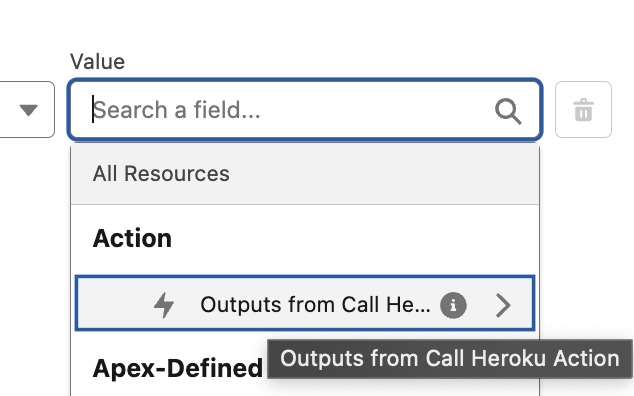 Value
Search a field...
All Resources
Action
Outputs from Call He...
Outputs from Call Heroku Action
Apex-Defined